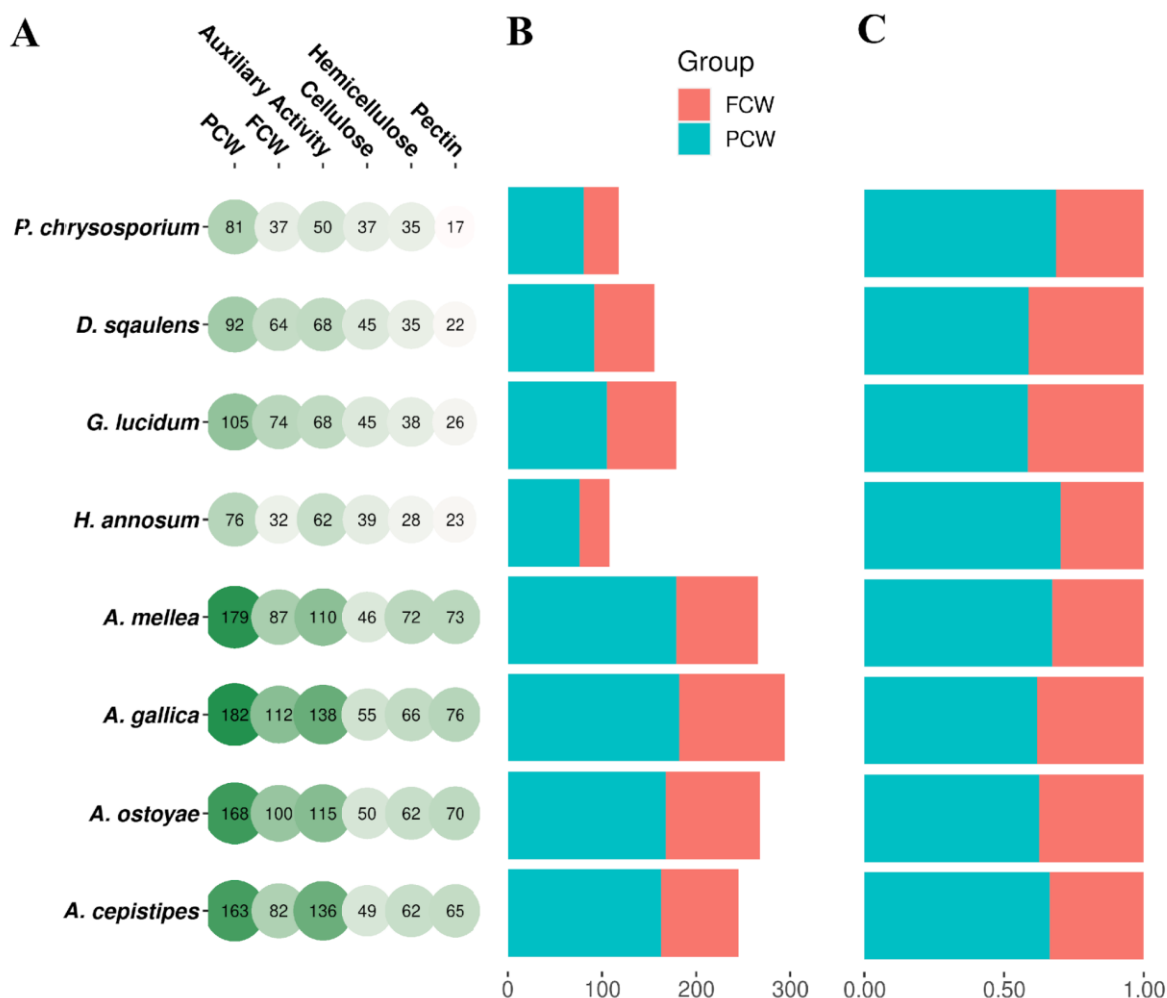 A
B
C
PCW
FCW
Auxiliary Activity
Cellulose
Hemicellulose
Pectin
Group
FCW
PCW
P. chrysosporium 81 37 50 37 35 17
D. sqaulens 92 64 68 45 35 22
G. lucidum 105 74 68 45 38 26
H. annosum 76 32 62 39 28 23
A. mellea 179 87 110 46 72 73
A. gallica 182 112 138 55 66 76
A. ostoyae 168 100 115 50 62 70
A. cepistipes 163 82 136 49 62 65
0 100 200 300
0.00 0.50 1.00